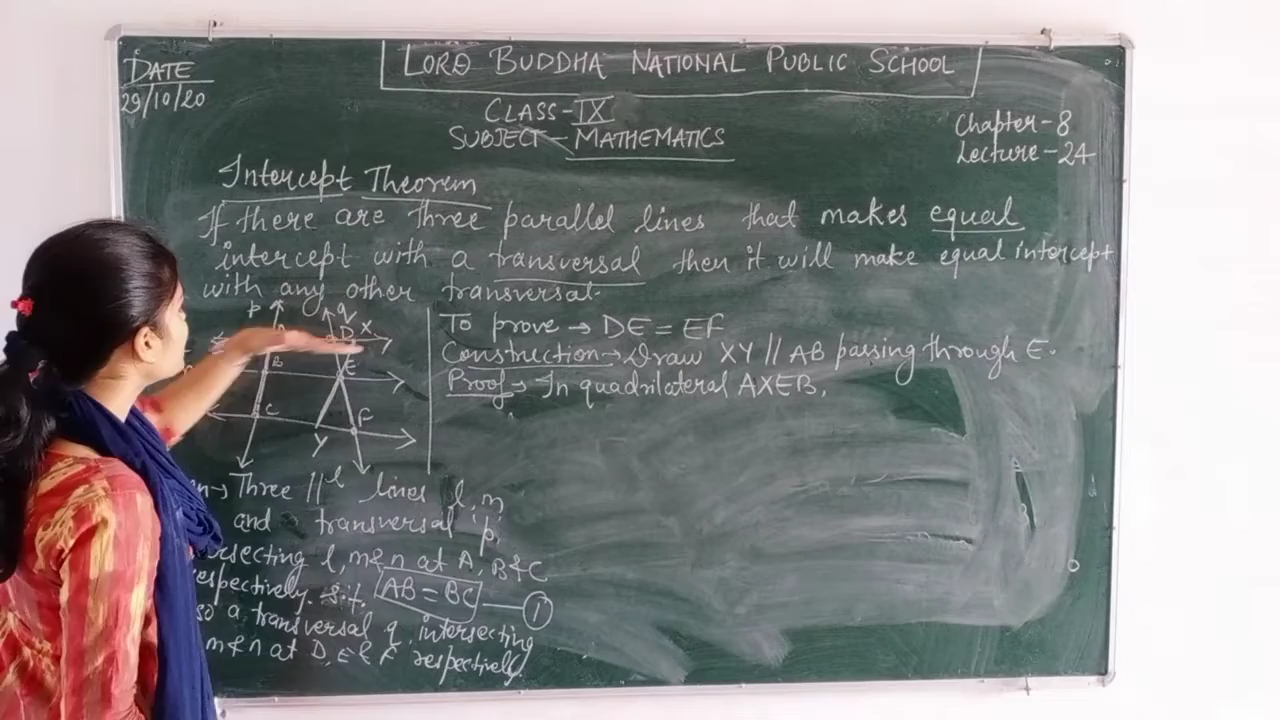 DATE
29/10/20
LORD BUDDHA NATIONAL PUBLIC SCHOOL
CLASS-IX
SUBJECT-MATHEMATICS
Chapter-8
Lecture-24
Intercept Theorem
If there are three parallel lines that makes equal
intercept with a transversal then it will make equal intercept
with any other transversal.
p q
D X
B E
C F
Y
To prove → DE = EF
Construction → Draw XY // AB passing through E.
Proof → In quadrilateral AXEB,
n → Three //el lines l, m
and transversal 'p'
rsecting l, m & n at A, B & C
respectively. s.t. AB = BC — ①
so a transversal q intersecting
m & n at D, E & F respectively.